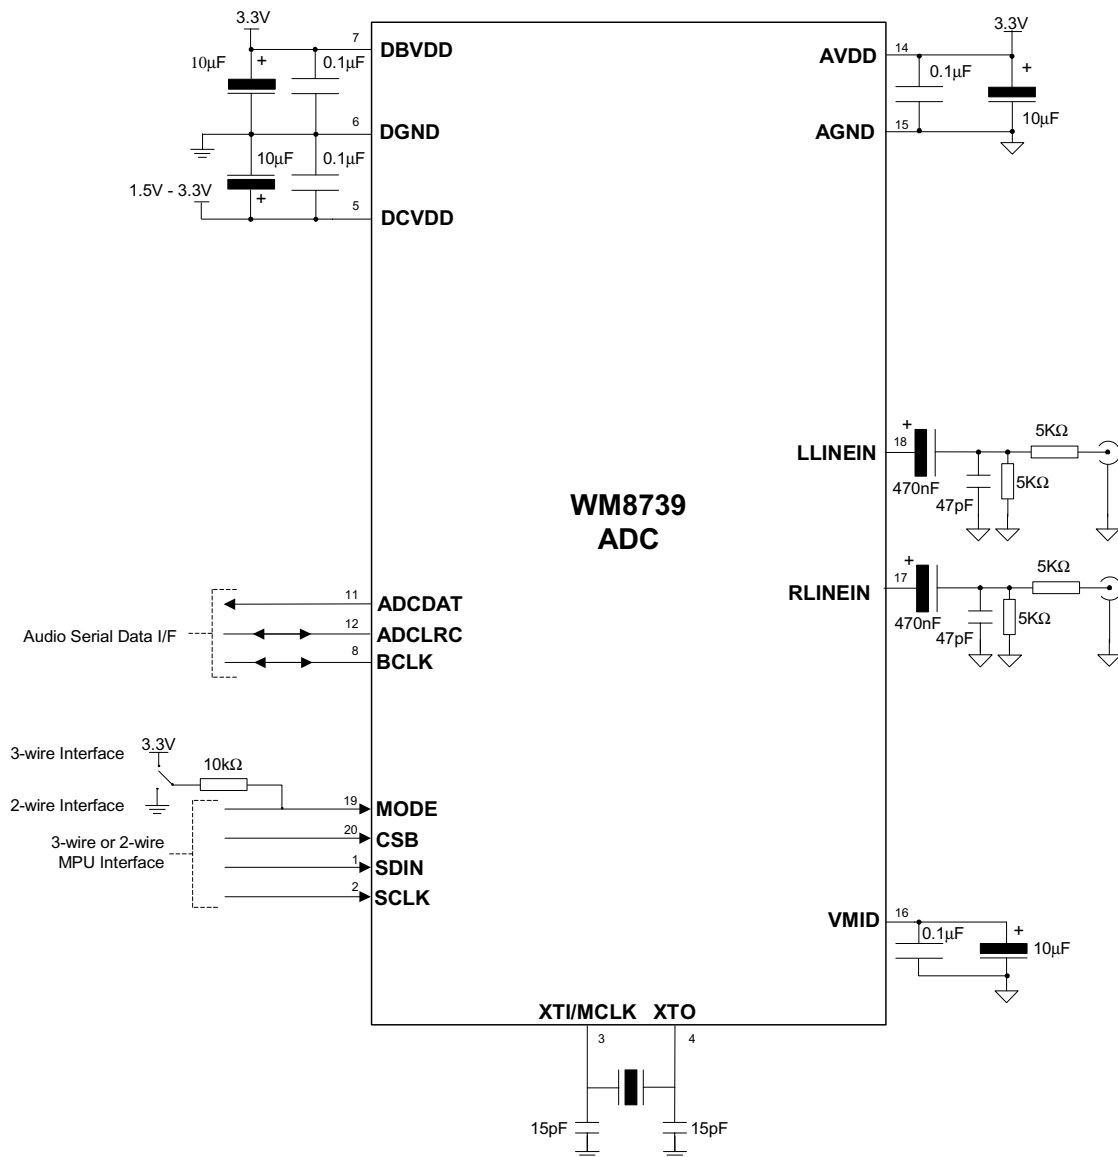 3.3V
7
DBVDD
10μF
+
0.1μF
6
DGND
10μF
0.1μF
1.5V - 3.3V
+
5
DCVDD
3.3V
14
AVDD
0.1μF
+
15
AGND
10μF
WM8739
ADC
LLINEIN
18
+
470nF
47pF
5KΩ
5KΩ
RLINEIN
17
+
470nF
47pF
5KΩ
5KΩ
Audio Serial Data I/F
11
ADCDAT
12
ADCLRC
8
BCLK
3-wire Interface
3.3V
10kΩ
2-wire Interface
3-wire or 2-wire
MPU Interface
19
MODE
20
CSB
1
SDIN
2
SCLK
VMID
16
0.1μF
+
10μF
XTI/MCLK
XTO
3
4
15pF
15pF